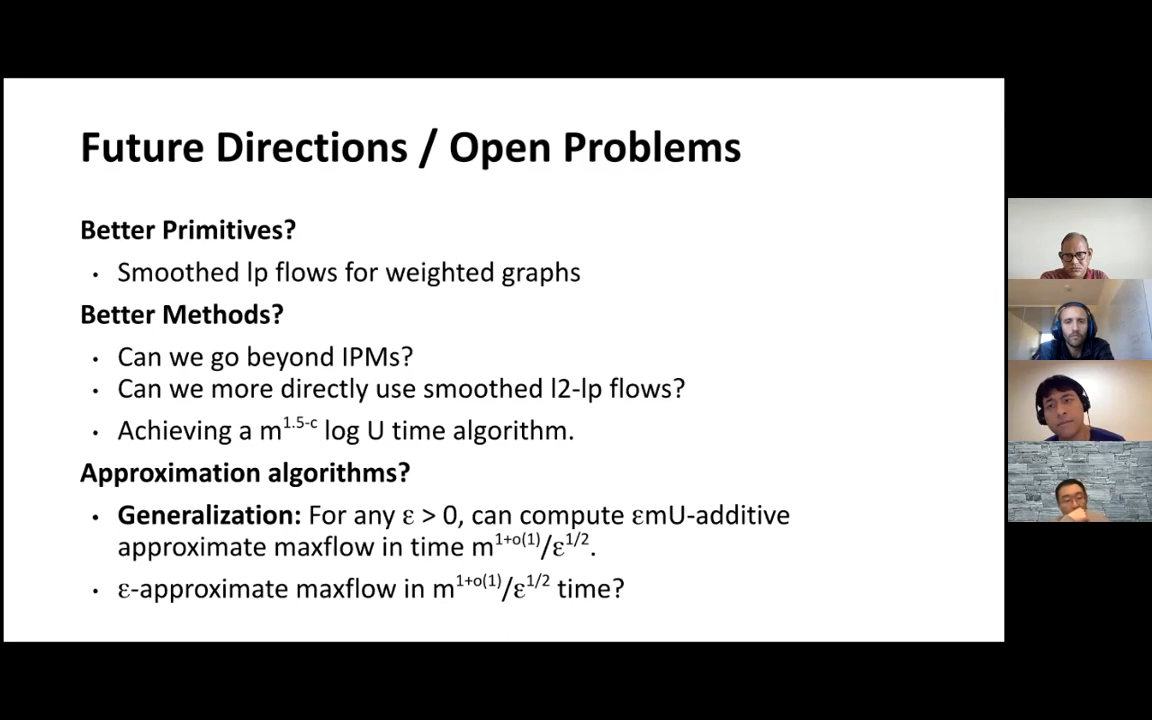 Future Directions / Open Problems
Better Primitives?
• Smoothed lp flows for weighted graphs
Better Methods?
• Can we go beyond IPMs?
• Can we more directly use smoothed l2-lp flows?
• Achieving a m^1.5-c log U time algorithm.
Approximation algorithms?
• Generalization: For any ε > 0, can compute εmU-additive
approximate maxflow in time m^1+o(1)/ε^1/2.
• ε-approximate maxflow in m^1+o(1)/ε^1/2 time?